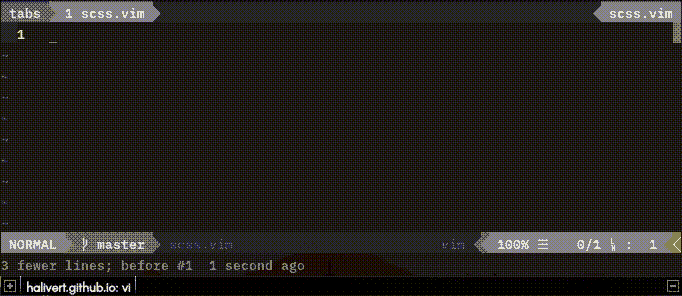 tabs 1 scss.vim scss.vim
1
~
~
~
~
~
~
~
~
~
NORMAL master scss.vim vim 100% ☰ 0/1 ㏑ : 1
3 fewer lines; before #1 1 second ago
halivert.github.io: vi